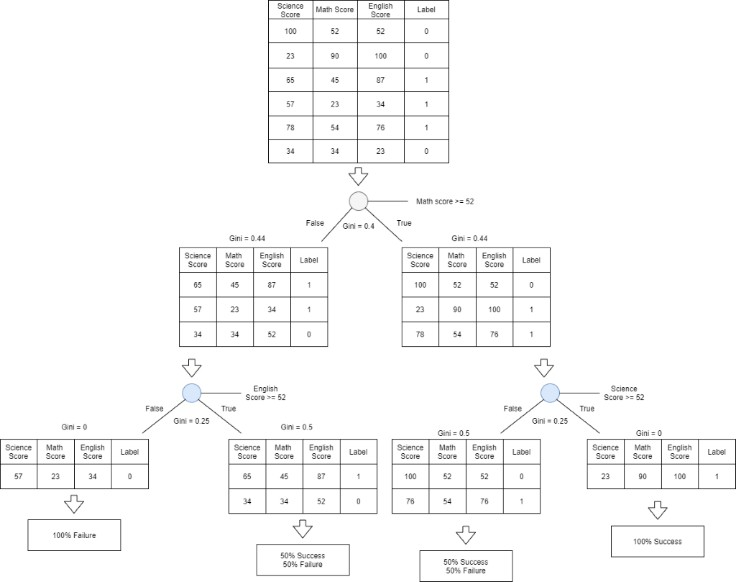 Science Score Math Score English Score Label
100 52 52 0
23 90 100 0
65 45 87 1
57 23 34 1
78 54 76 1
34 34 23 0
Math score >= 52
False Gini = 0.4 True
Gini = 0.44
Science Score Math Score English Score Label
65 45 87 1
57 23 34 1
34 34 52 0
Gini = 0.44
Science Score Math Score English Score Label
100 52 52 0
23 90 100 1
78 54 76 1
English
Score >= 52
False Gini = 0.25 True
Science
Score >= 52
False Gini = 0.25 True
Gini = 0
Science Score Math Score English Score Label
57 23 34 0
100% Failure
Gini = 0.5
Science Score Math Score English Score Label
65 45 87 1
34 34 52 0
50% Success
50% Failure
Gini = 0.5
Science Score Math Score English Score Label
100 52 52 0
76 54 76 1
50% Success
50% Failure
Gini = 0
Science Score Math Score English Score Label
23 90 100 1
100% Success